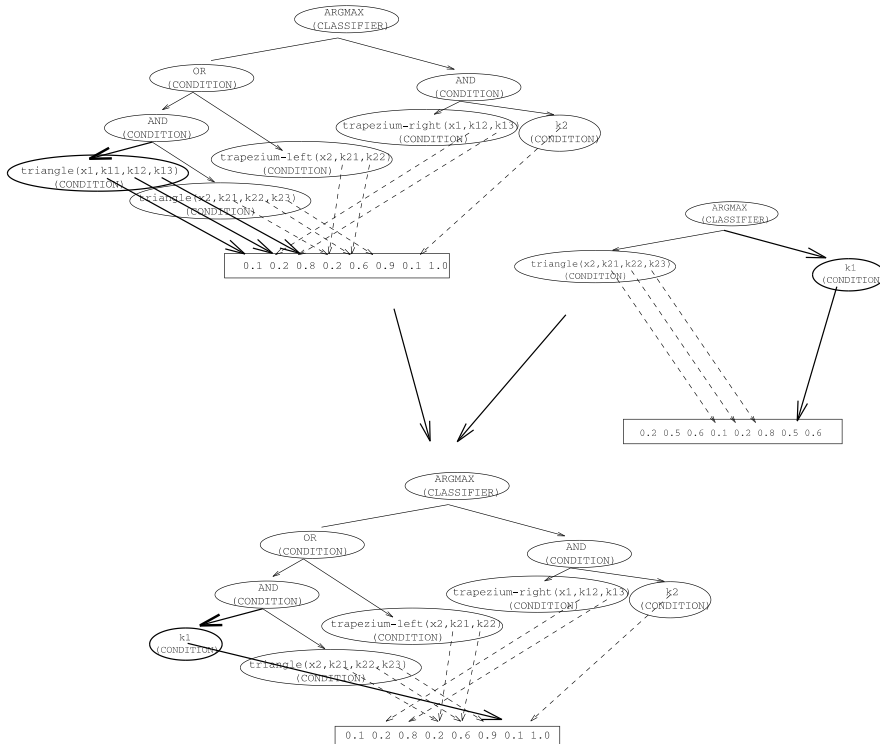 ARGMAX
(CLASSIFIER)
OR
(CONDITION)
AND
(CONDITION)
AND
(CONDITION)
trapezium-right(x1,k12,k13)
(CONDITION)
k2
(CONDITION)
trapezium-left(x2,k21,k22)
(CONDITION)
triangle(x1,k11,k12,k13)
(CONDITION)
triangle(x2,k21,k22,k23)
(CONDITION)
0.1 0.2 0.8 0.2 0.6 0.9 0.1 1.0
ARGMAX
(CLASSIFIER)
triangle(x2,k21,k22,k23)
(CONDITION)
k1
(CONDITION)
0.2 0.5 0.6 0.1 0.2 0.8 0.5 0.6
ARGMAX
(CLASSIFIER)
OR
(CONDITION)
AND
(CONDITION)
AND
(CONDITION)
trapezium-right(x1,k12,k13)
(CONDITION)
k2
(CONDITION)
trapezium-left(x2,k21,k22)
(CONDITION)
k1
(CONDITION)
triangle(x2,k21,k22,k23)
(CONDITION)
0.1 0.2 0.8 0.2 0.6 0.9 0.1 1.0